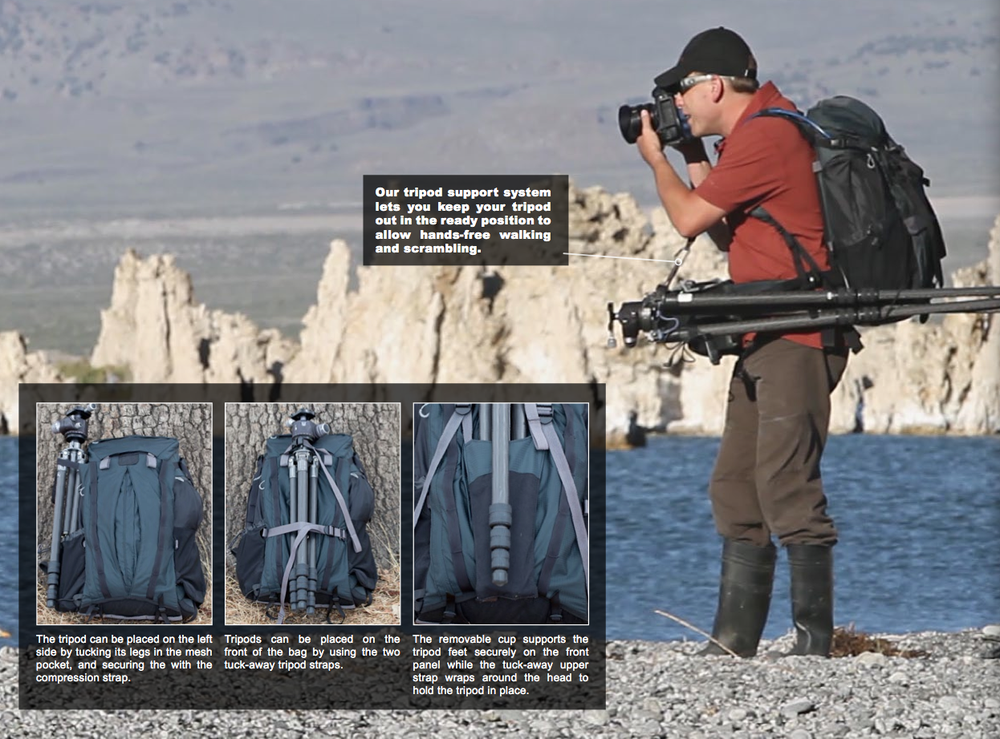 Our tripod support system
lets you keep your tripod
out in the ready position to
allow hands-free walking
and scrambling.
The tripod can be placed on the left
side by tucking its legs in the mesh
pocket, and securing the with the
compression strap.
Tripods can be placed on the
front of the bag by using the two
tuck-away tripod straps.
The removable cup supports the
tripod feet securely on the front
panel while the tuck-away upper
strap wraps around the head to
hold the tripod in place.